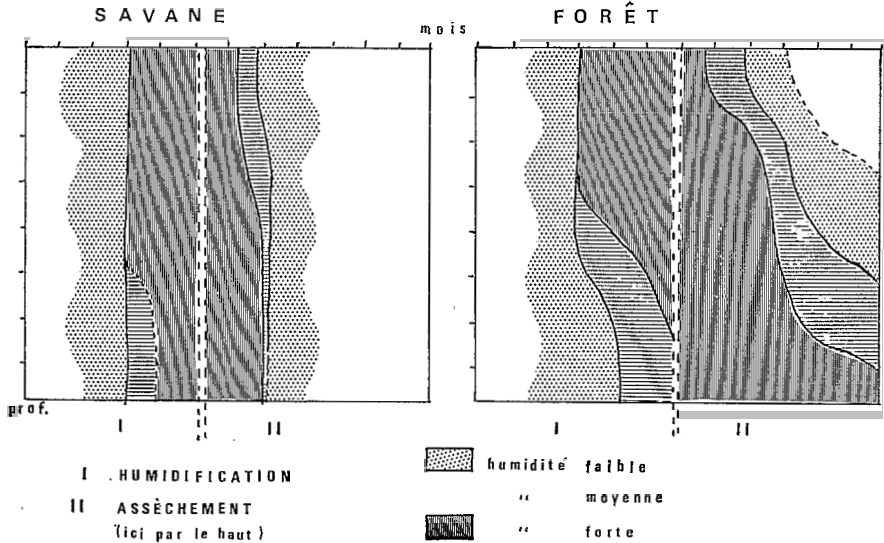 SAVANE
mois
FORÊT
prof.
I
II
I
II
I HUMIDIFICATION
II ASSÈCHEMENT
(ici par le haut)
humidité faible
“ moyenne
“ forte